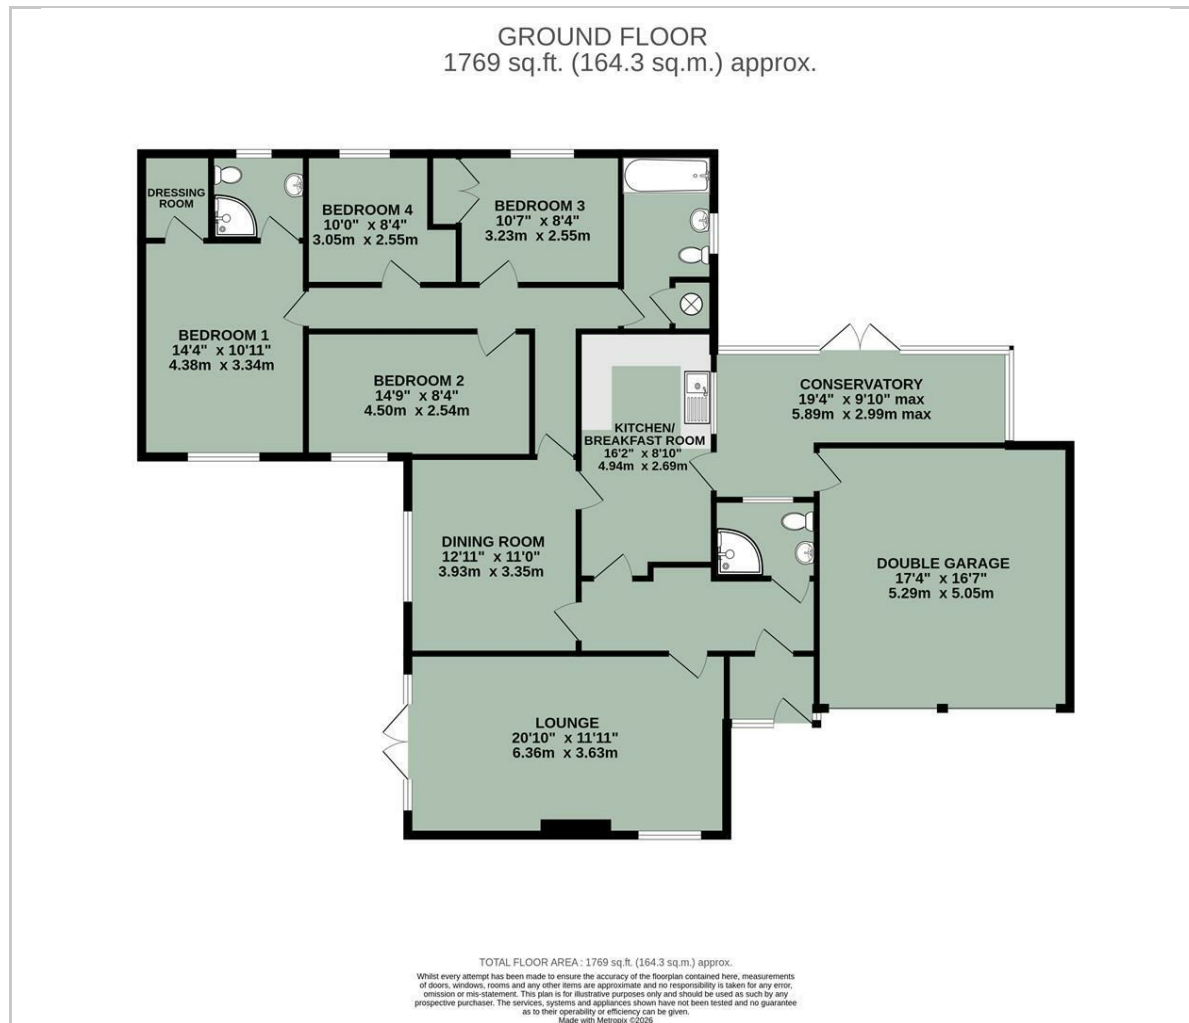 GROUND FLOOR
1769 sq.ft. (164.3 sq.m.) approx.
DRESSING
ROOM
BEDROOM 4
10'0" x 8'4"
3.05m x 2.55m
BEDROOM 3
10'7" x 8'4"
3.23m x 2.55m
BEDROOM 1
14'4" x 10'11"
4.38m x 3.34m
BEDROOM 2
14'9" x 8'4"
4.50m x 2.54m
CONSERVATORY
19'4" x 9'10" max
5.89m x 2.99m max
KITCHEN/
BREAKFAST ROOM
16'2" x 8'10"
4.94m x 2.69m
DINING ROOM
12'11" x 11'0"
3.93m x 3.35m
DOUBLE GARAGE
17'4" x 16'7"
5.29m x 5.05m
LOUNGE
20'10" x 11'11"
6.36m x 3.63m
TOTAL FLOOR AREA : 1769 sq.ft. (164.3 sq.m.) approx.
Whilst every attempt has been made to ensure the accuracy of the floorplan contained here, measurements
of doors, windows, rooms and any other items are approximate and no responsibility is taken for any error,
omission or mis-statement. This plan is for illustrative purposes only and should be used as such by any
prospective purchaser. The services, systems and appliances shown have not been tested and no guarantee
as to their operability or efficiency can be given.
Made with Metropix ©2026